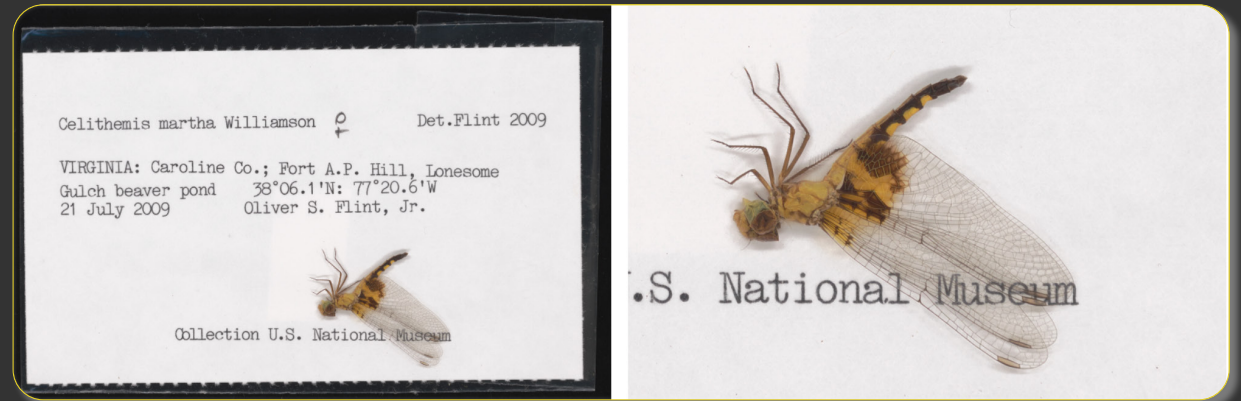 Celithemis martha Williamson ♀ Det.Flint 2009
VIRGINIA: Caroline Co.; Fort A.P. Hill, Lonesome
Gulch beaver pond 38°06.1'N: 77°20.6'W
21 July 2009 Oliver S. Flint, Jr.
Collection U.S. National Museum
.S. National Museum